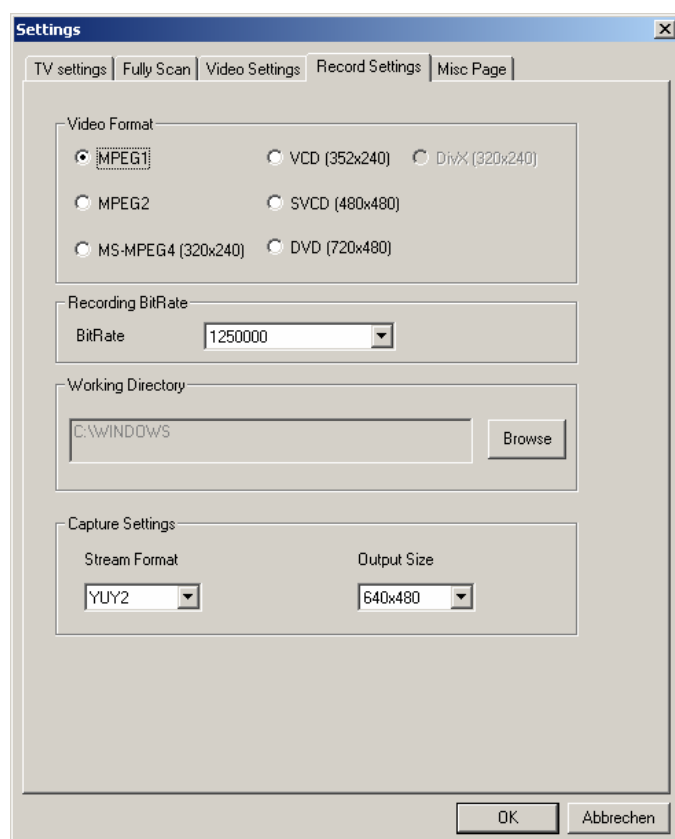 Settings
TV settings Fully Scan Video Settings Record Settings Misc Page
Video Format
MPEG1 VCD (352x240) DivX (320x240)
MPEG2 SVCD (480x480)
MS-MPEG4 (320x240) DVD (720x480)
Recording BitRate
BitRate 1250000
Working Directory
C:\WINDOWS
Browse
Capture Settings
Stream Format Output Size
YUY2 640x480
OK Abbrechen